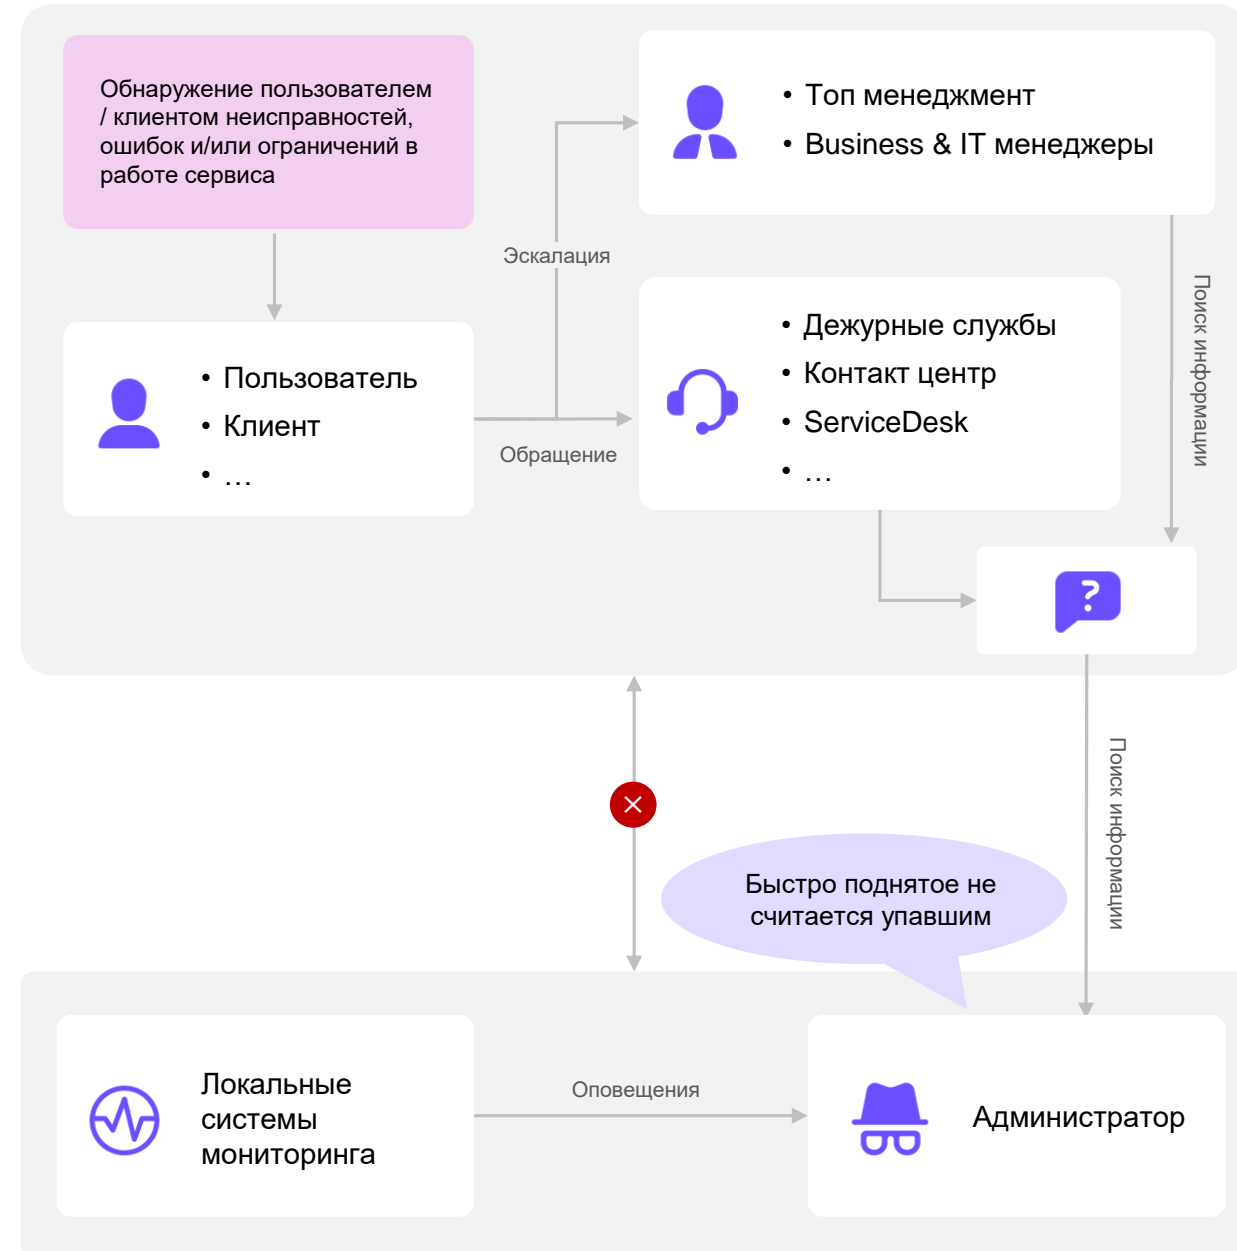 Обнаружение пользователем
/ клиентом неисправностей,
ошибок и/или ограничений в
работе сервиса
• Топ менеджмент
• Business & IT менеджеры
Эскалация
• Пользователь
• Клиент
• …
Обращение
• Дежурные службы
• Контакт центр
• ServiceDesk
• …
Поиск информации
?
Поиск информации
Быстро поднятое не
считается упавшим
Локальные
системы
мониторинга
Оповещения
Администратор